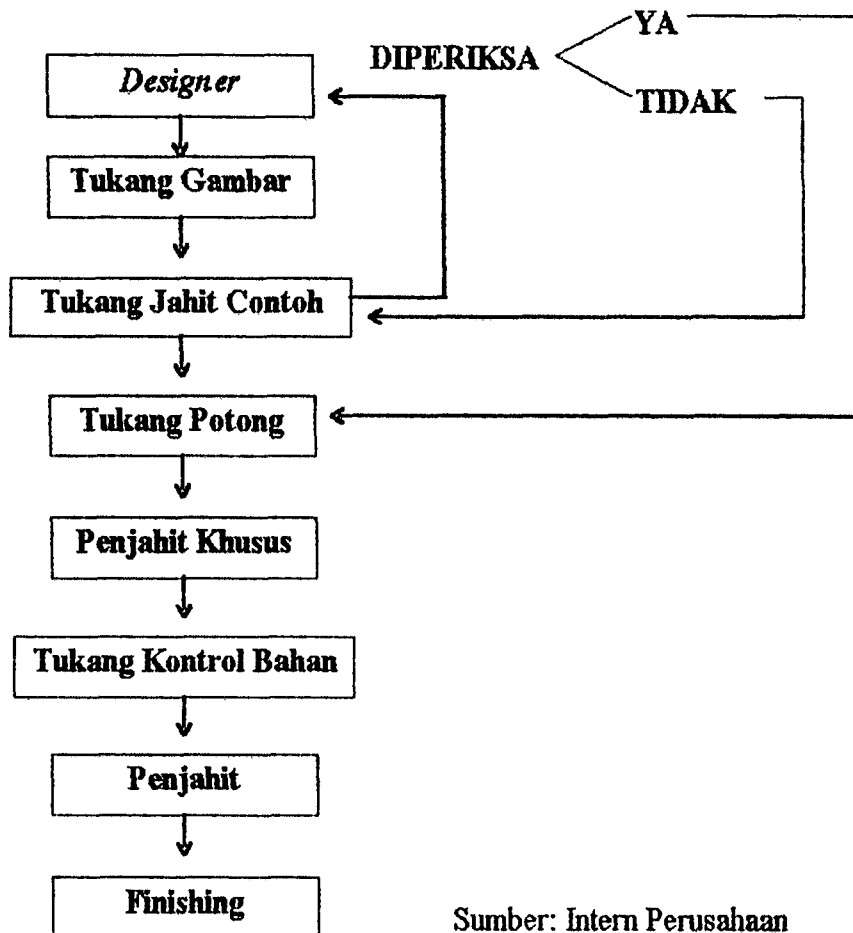 YA
DIPERIKSA
Designer
TIDAK
Tukang Gambar
Tukang Jahit Contoh
Tukang Potong
Penjahit Khusus
Tukang Kontrol Bahan
Penjahit
Finishing
Sumber: Intern Perusahaan